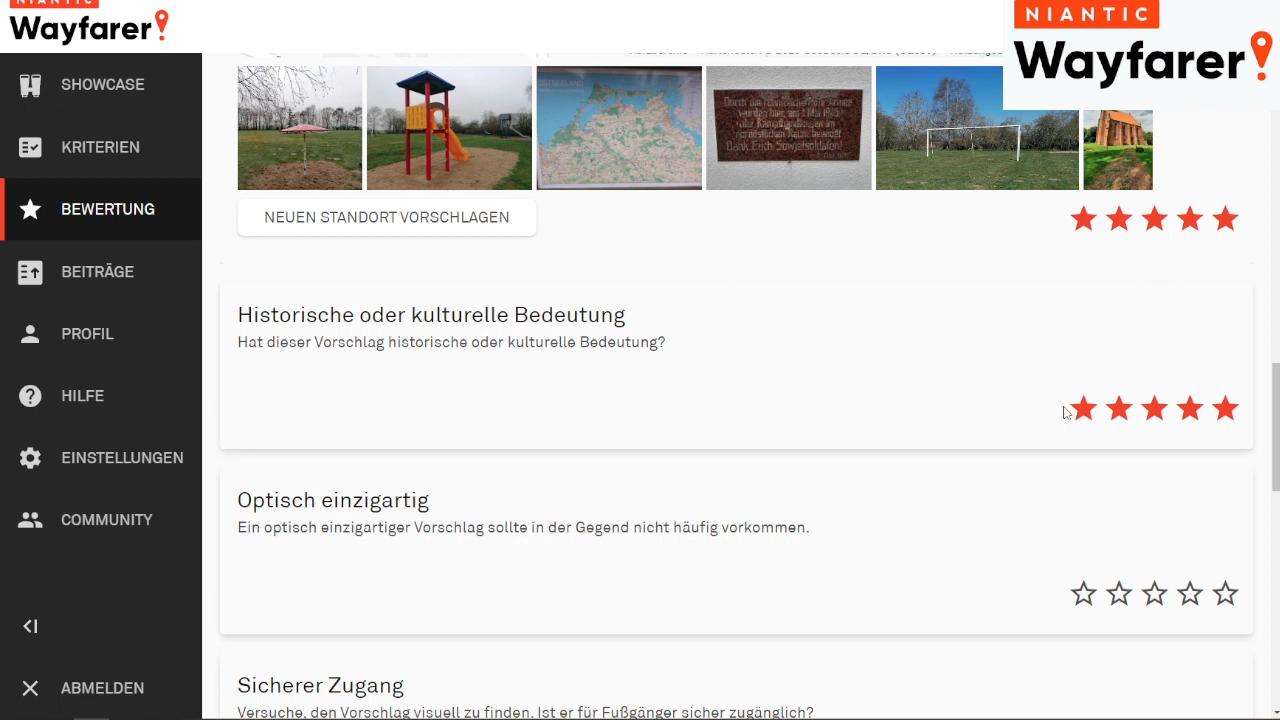 Wayfarer
NIANTIC
Wayfarer
SHOWCASE
KRITERIEN
BEWERTUNG
BEITRÄGE
PROFIL
HILFE
EINSTELLUNGEN
COMMUNITY
ABMELDEN
NEUEN STANDORT VORSCHLAGEN
Historische oder kulturelle Bedeutung
Hat dieser Vorschlag historische oder kulturelle Bedeutung?
Optisch einzigartig
Ein optisch einzigartiger Vorschlag sollte in der Gegend nicht häufig vorkommen.
Sicherer Zugang
Versuche, den Vorschlag visuell zu finden. Ist er für Fußgänger sicher zugänglich?